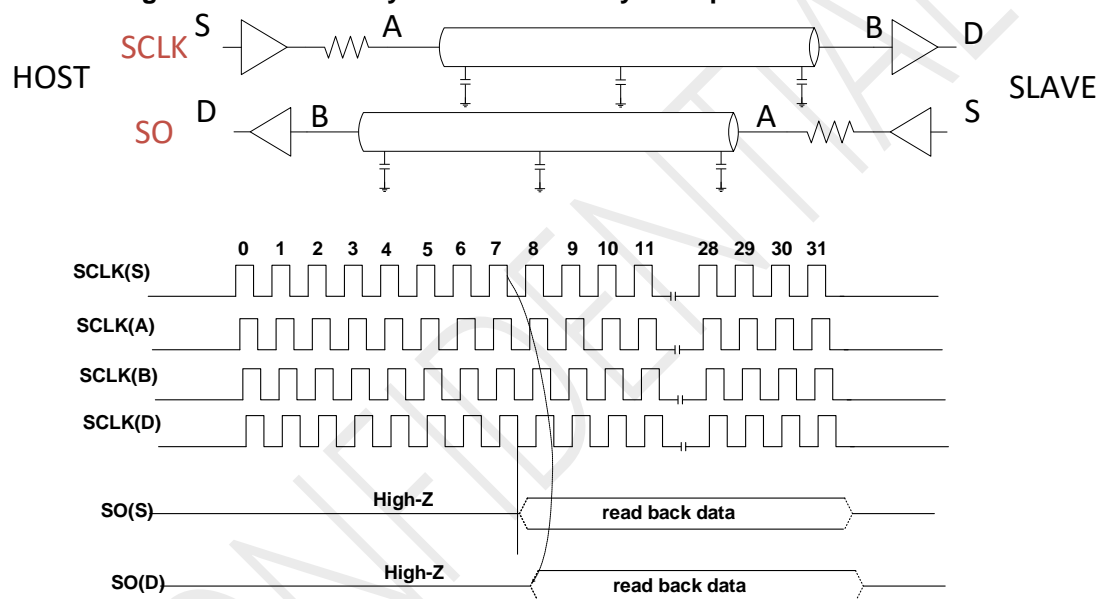 S A B D
SCLK
HOST
SLAVE
D B A S
SO
0 1 2 3 4 5 6 7 8 9 10 11 28 29 30 31
SCLK(S)
SCLK(A)
SCLK(B)
SCLK(D)
High-Z
SO(S) read back data
High-Z
SO(D) read back data
CONFIDENTIAL